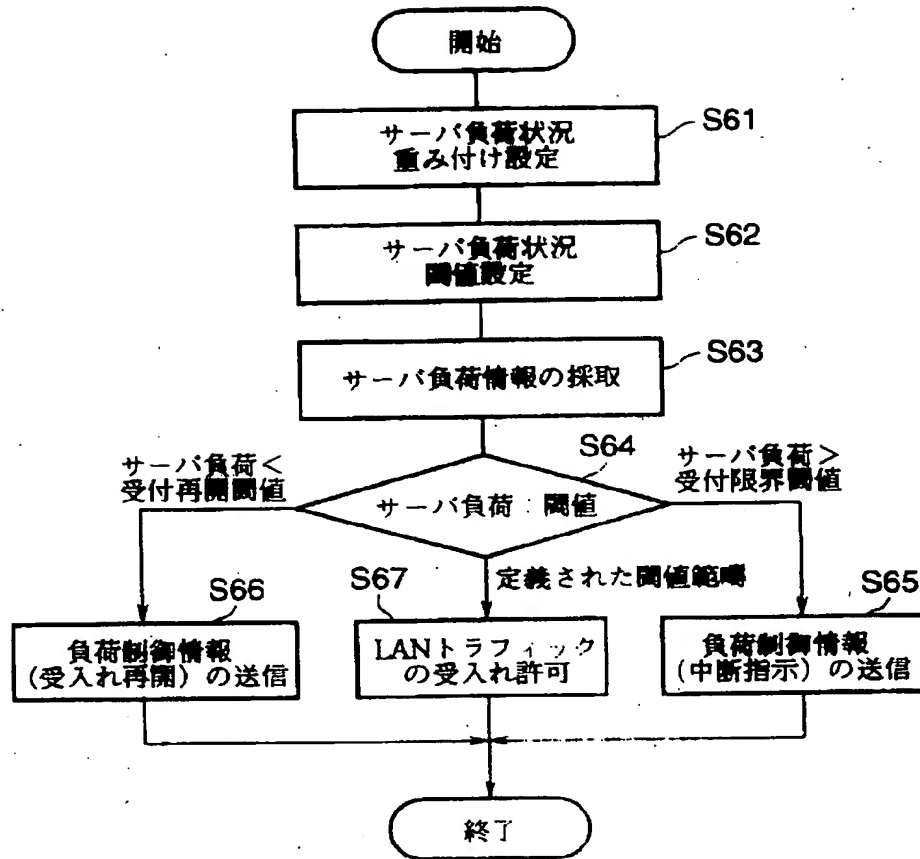 開始
サーバ負荷状況
重み付け設定
S61
サーバ負荷状況
閾値設定
S62
サーバ負荷情報の採取
S63
サーバ負荷<
受付再開閾値
S64
サーバ負荷>
受付限界閾値
サーバ負荷:閾値
定義された閾値範疇
S66
負荷制御情報
(受入れ再開)の送信
S67
LANトラフィック
の受入れ許可
S65
負荷制御情報
(中断指示)の送信
終了